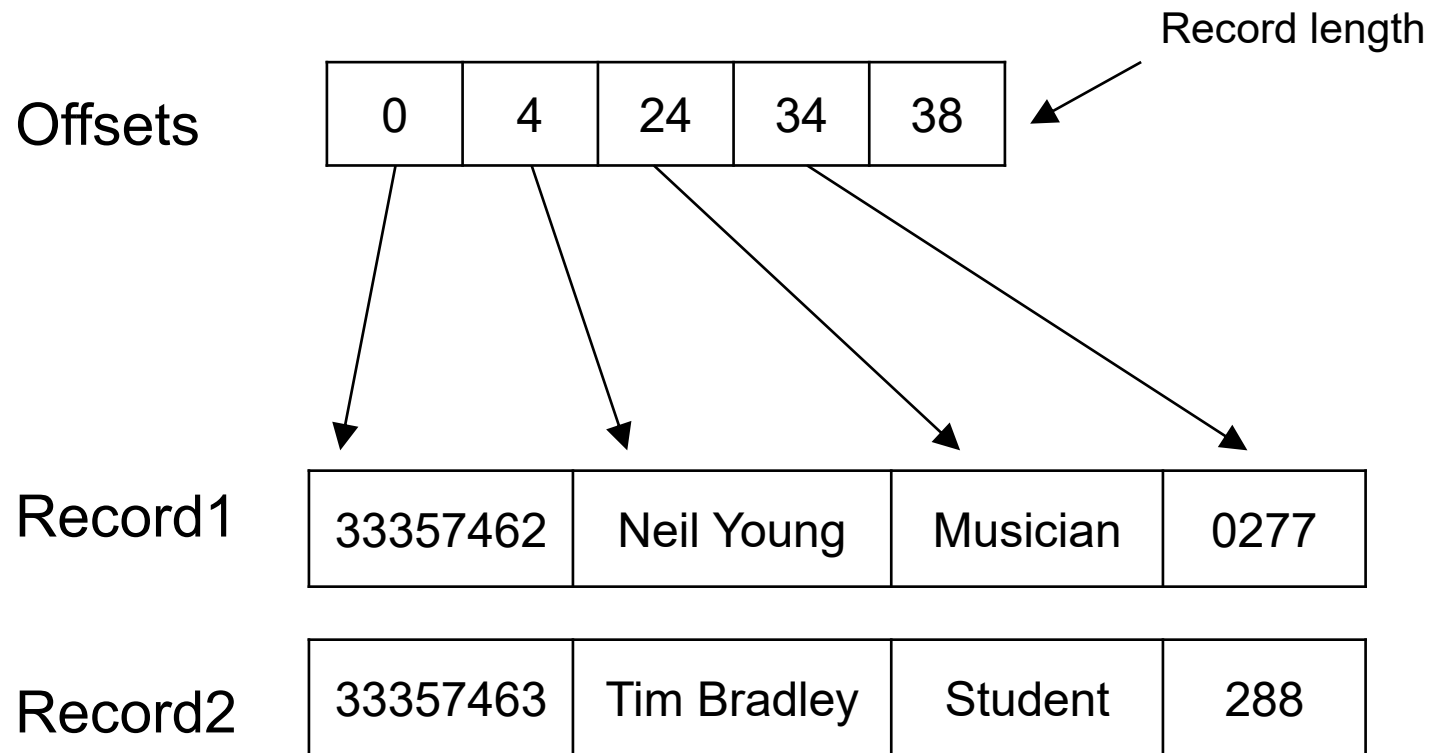 Record length
Offsets 0 4 24 34 38
Record1 33357462 Neil Young Musician 0277
Record2 33357463 Tim Bradley Student 288